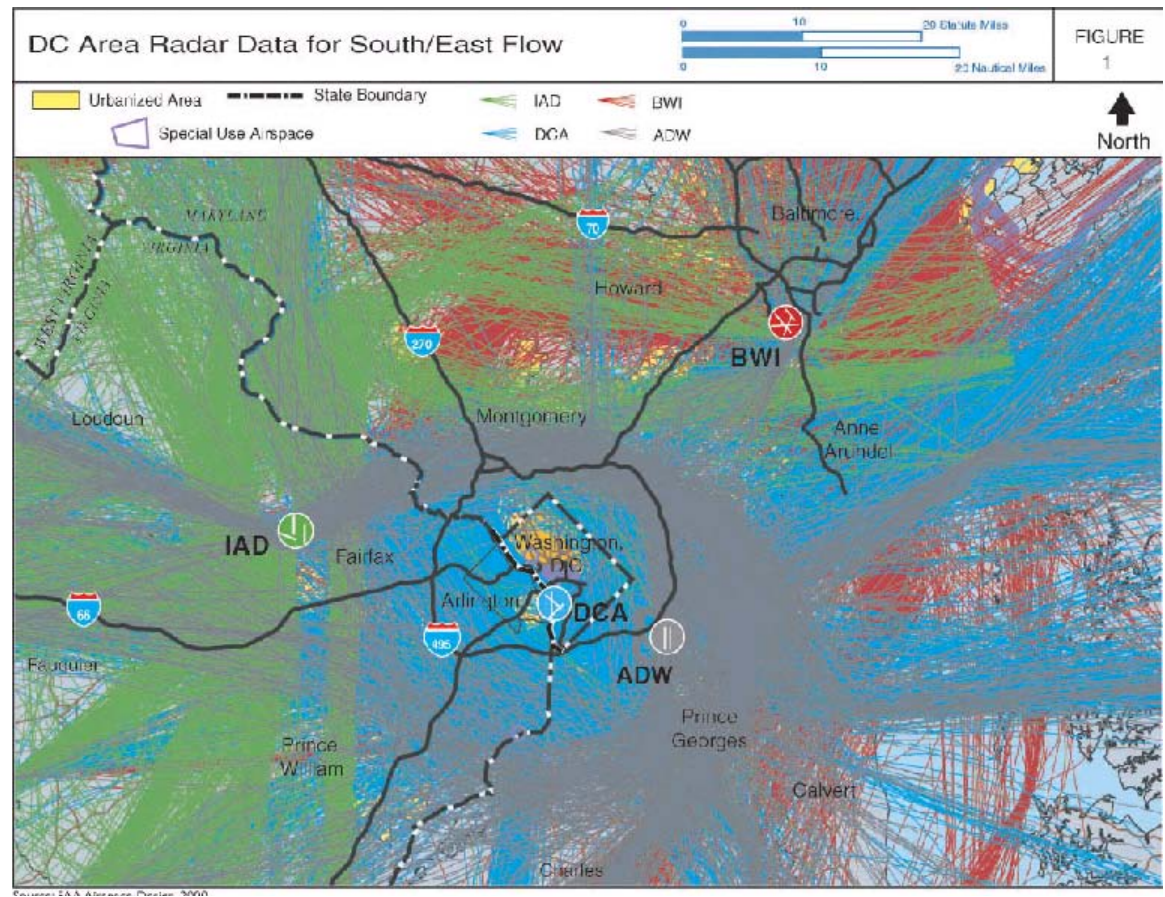 DC Area Radar Data for South/East Flow
0 10 20 Statute Miles
0 10 20 Nautical Miles
FIGURE
1
Urbanized Area
State Boundary
IAD
BWI
Special Use Airspace
DCA
ADW
North
MARYLAND
VIRGINIA
WEST VIRGINIA
VIRGINIA
70
Baltimore
Howard
270
BWI
Loudoun
Montgomery
Anne
Arundel
IAD
Fairfax
Washington,
D.C.
Arlington
DCA
66
495
ADW
Fauquier
Prince
Georges
Prince
William
Calvert
Charles